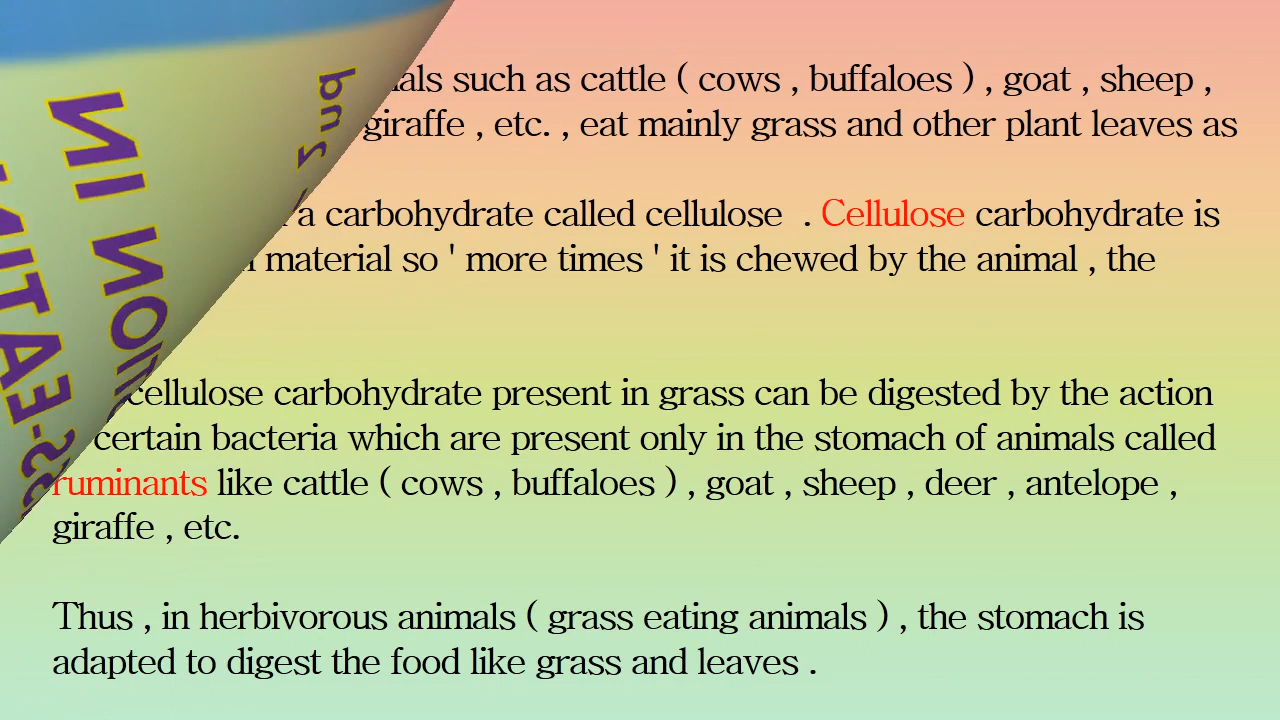 such as cattle ( cows , buffaloes ) , goat , sheep ,
giraffe , etc. , eat mainly grass and other plant leaves as
a carbohydrate called cellulose . Cellulose carbohydrate is
material so ' more times ' it is chewed by the animal , the
cellulose carbohydrate present in grass can be digested by the action
certain bacteria which are present only in the stomach of animals called
ruminants like cattle ( cows , buffaloes ) , goat , sheep , deer , antelope ,
giraffe , etc.
Thus , in herbivorous animals ( grass eating animals ) , the stomach is
adapted to digest the food like grass and leaves .